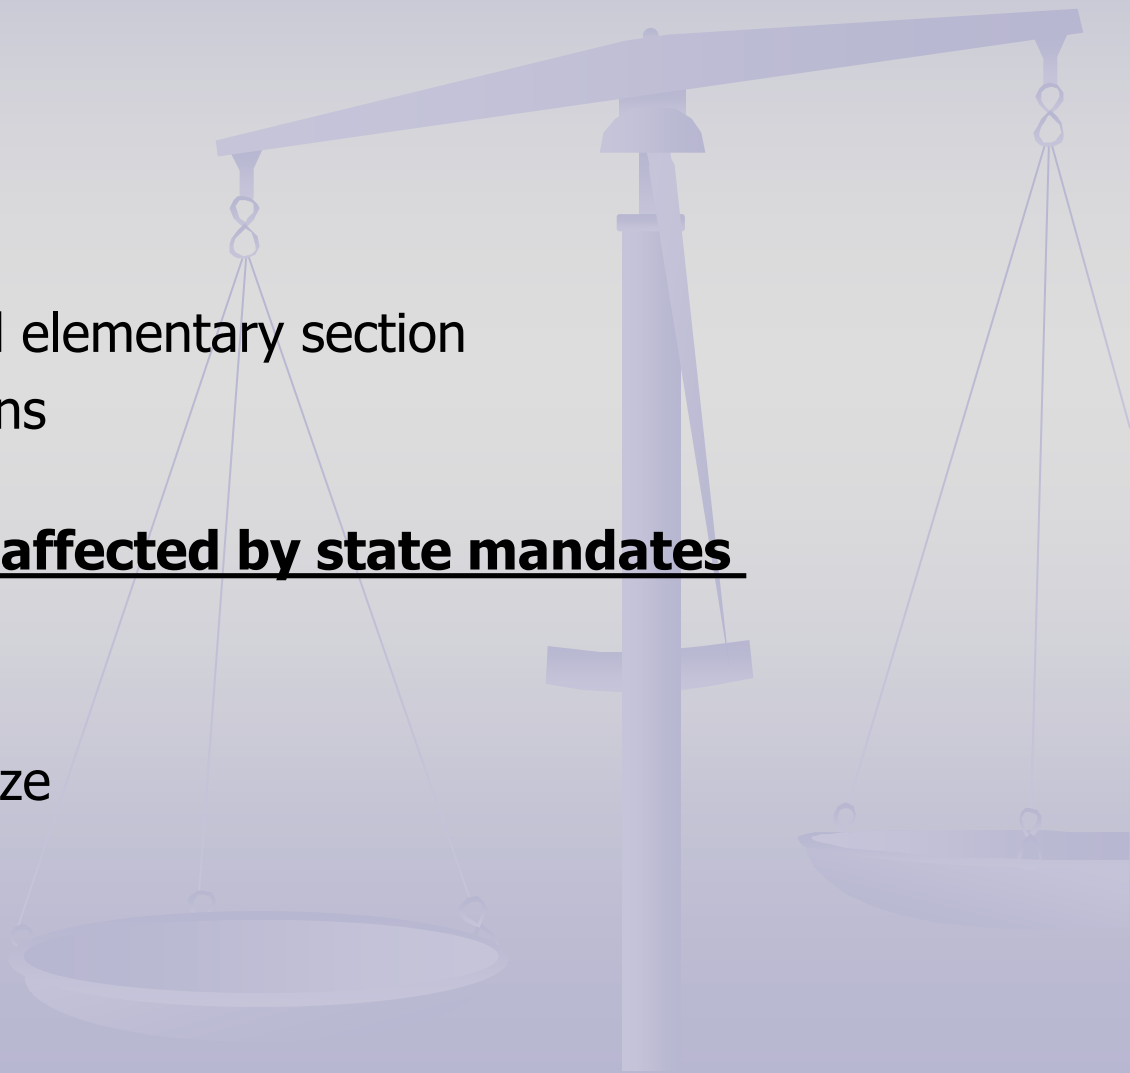 elementary section
ns
affected by state mandates
ze